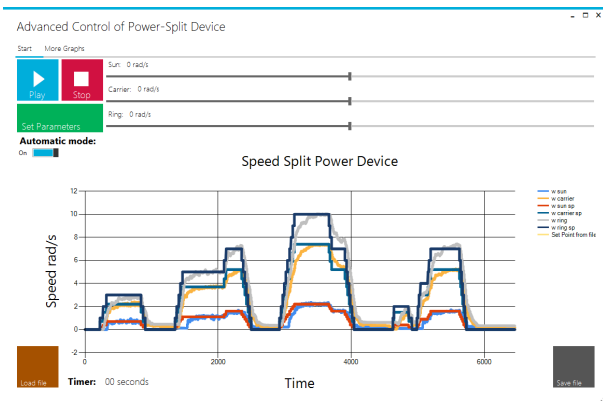 Advanced Control of Power-Split Device
Start More Graphs
Sun: 0 rad/s
Carrier: 0 rad/s
Ring: 0 rad/s
Play
Stop
Set Parameters
Automatic mode:
On
Speed Split Power Device
w sun
w carrier
w sun sp
w carrier sp
w ring
w ring sp
Set Point from file
Speed rad/s
12
10
8
6
4
2
0
-2
0 2000 4000 6000
Time
Load file
Timer: 00 seconds
Save file